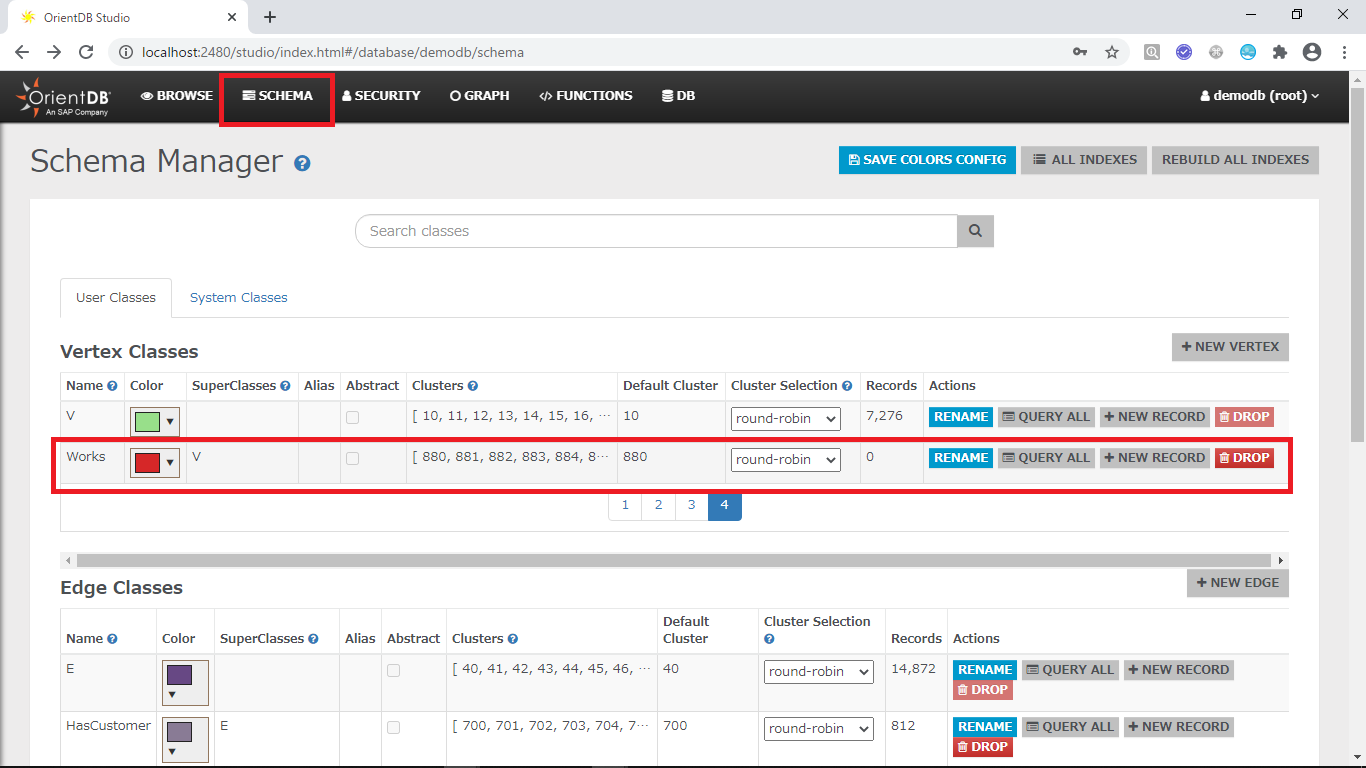 OrientDB Studio
localhost:2480/studio/index.html#/database/demodb/schema
OrientDB®
An SAP Company
BROWSE SCHEMA SECURITY GRAPH FUNCTIONS DB demodb (root)
Schema Manager
SAVE COLORS CONFIG ALL INDEXES REBUILD ALL INDEXES
Search classes
User Classes System Classes
Vertex Classes
+ NEW VERTEX
Name Color SuperClasses Alias Abstract Clusters Default Cluster Cluster Selection Records Actions
V [ 10, 11, 12, 13, 14, 15, 16, ··· 10 round-robin 7,276 RENAME QUERY ALL + NEW RECORD DROP
Works V [ 880, 881, 882, 883, 884, 8··· 880 round-robin 0 RENAME QUERY ALL + NEW RECORD DROP
1 2 3 4
Edge Classes
+ NEW EDGE
Name Color SuperClasses Alias Abstract Clusters Default Cluster Cluster Selection Records Actions
E [ 40, 41, 42, 43, 44, 45, 46, ··· 40 round-robin 14,872 RENAME QUERY ALL + NEW RECORD
DROP
HasCustomer E [ 700, 701, 702, 703, 704, 7··· 700 round-robin 812 RENAME QUERY ALL + NEW RECORD
DROP